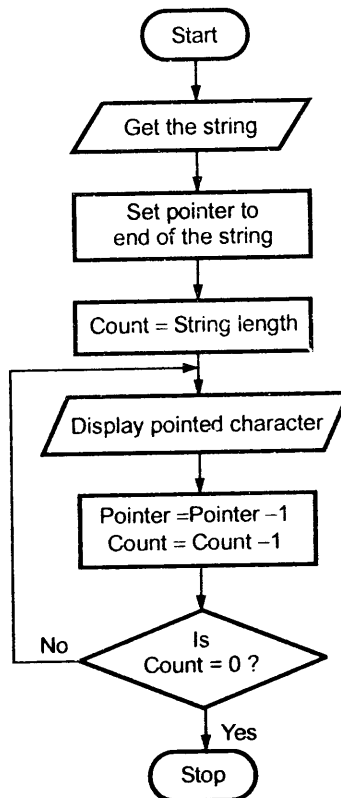 Start
Get the string
Set pointer to
end of the string
Count = String length
Display pointed character
Pointer =Pointer –1
Count = Count –1
Is
Count = 0 ?
No
Yes
Stop